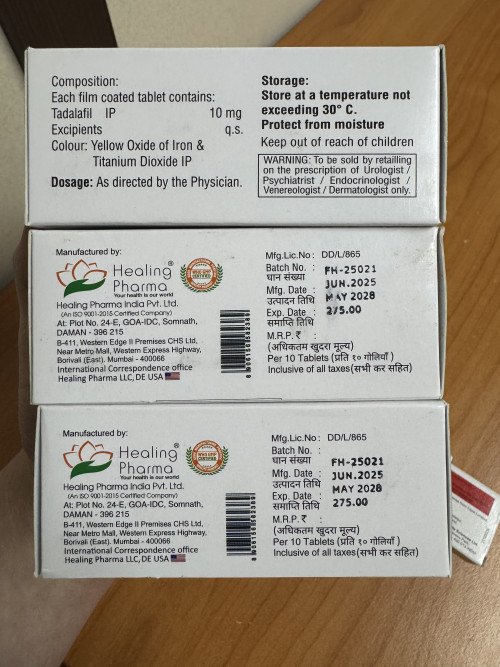 Composition:
Each film coated tablet contains:
Tadalafil IP 10 mg
Excipients q.s.
Colour: Yellow Oxide of Iron &
Titanium Dioxide IP
Dosage: As directed by the Physician.
Storage:
Store at a temperature not
exceeding 30° C.
Protect from moisture
Keep out of reach of children
WARNING: To be sold by retailling
on the prescription of Urologist /
Psychiatrist / Endocrinologist /
Venereologist / Dermatologist only.
Manufactured by:
Healing®
Pharma
Your health is our world
WHO GMP
CERTIFIED
Healing Pharma India Pvt. Ltd.
(An ISO 9001-2015 Certified Company)
At: Plot No. 24-E, GOA-IDC, Somnath,
DAMAN - 396 215
B-411, Western Edge II Premises CHS Ltd,
Near Metro Mall, Western Express Highway,
Borivali (East). Mumbai - 400066
International Correspondence office
Healing Pharma LLC, DE USA
Mfg.Lic.No: DD/L/865
Batch No. : FH-25021
धान संख्या
Mfg. Date : JUN.2025
उत्पादन तिथि
Exp. Date : MAY 2028
समाप्ति तिथि
M.R.P. ₹ : 275.00
(अधिकतम खुदरा मूल्य)
Per 10 Tablets (प्रति १० गोलियाँ)
Inclusive of all taxes(सभी कर सहित)
Manufactured by:
Healing®
Pharma
Your health is our world
WHO GMP
CERTIFIED
Healing Pharma India Pvt. Ltd.
(An ISO 9001-2015 Certified Company)
At: Plot No. 24-E, GOA-IDC, Somnath,
DAMAN - 396 215
B-411, Western Edge II Premises CHS Ltd,
Near Metro Mall, Western Express Highway,
Borivali (East). Mumbai - 400066
International Correspondence office
Healing Pharma LLC, DE USA
Mfg.Lic.No: DD/L/865
Batch No. :
धान संख्या FH-25021
Mfg. Date : JUN.2025
उत्पादन तिथि
Exp. Date : MAY 2028
समाप्ति तिथि 275.00
M.R.P. ₹ :
(अधिकतम खुदरा मूल्य)
Per 10 Tablets (प्रति १० गोलियाँ)
Inclusive of all taxes(सभी कर सहित)